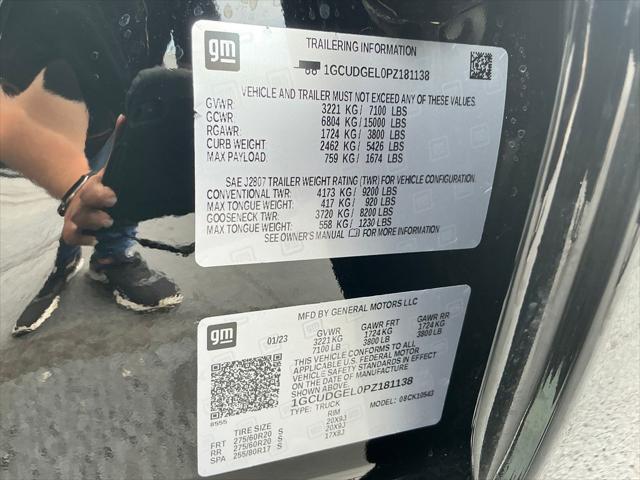 gm
TRAILERING INFORMATION
1GCUDGEL0PZ181138
VEHICLE AND TRAILER MUST NOT EXCEED ANY OF THESE VALUES.
GVWR: 3221 KG/ 7100 LBS
GCWR: 6804 KG/ 15000 LBS
RGAWR: 1724 KG/ 3800 LBS
CURB WEIGHT 2462 KG/ 5426 LBS
MAX PAYLOAD: 759 KG/ 1674 LBS
SAE J2807 TRAILER WEIGHT RATING (TWR) FOR VEHICLE CONFIGURATION.
CONVENTIONAL TWR: 4173 KG/ 9200 LBS
MAX TONGUE WEIGHT: 417 KG/ 920 LBS
GOOSENECK TWR: 3720 KG/ 8200 LBS
MAX TONGUE WEIGHT: 558 KG/ 1230 LBS
SEE OWNER'S MANUAL FOR MORE INFORMATION
gm
MFD BY GENERAL MOTORS LLC
01/23 GVWR GAWR FRT GAWR RR
3221 KG 1724 KG 1724 KG
7100 LB 3800 LB 3800 LB
THIS VEHICLE CONFORMS TO ALL
APPLICABLE U.S. FEDERAL MOTOR
VEHICLE SAFETY STANDARDS IN EFFECT
ON THE DATE OF MANUFACTURE
SHOWN ABOVE.
1GCUDGEL0PZ181138
TYPE: TRUCK MODEL: 08CK10543
8555
TIRE SIZE RIM
FRT 275/60R20 S 20X9J
RR 275/60R20 S 20X9J
SPA 255/80R17 S 17X8J